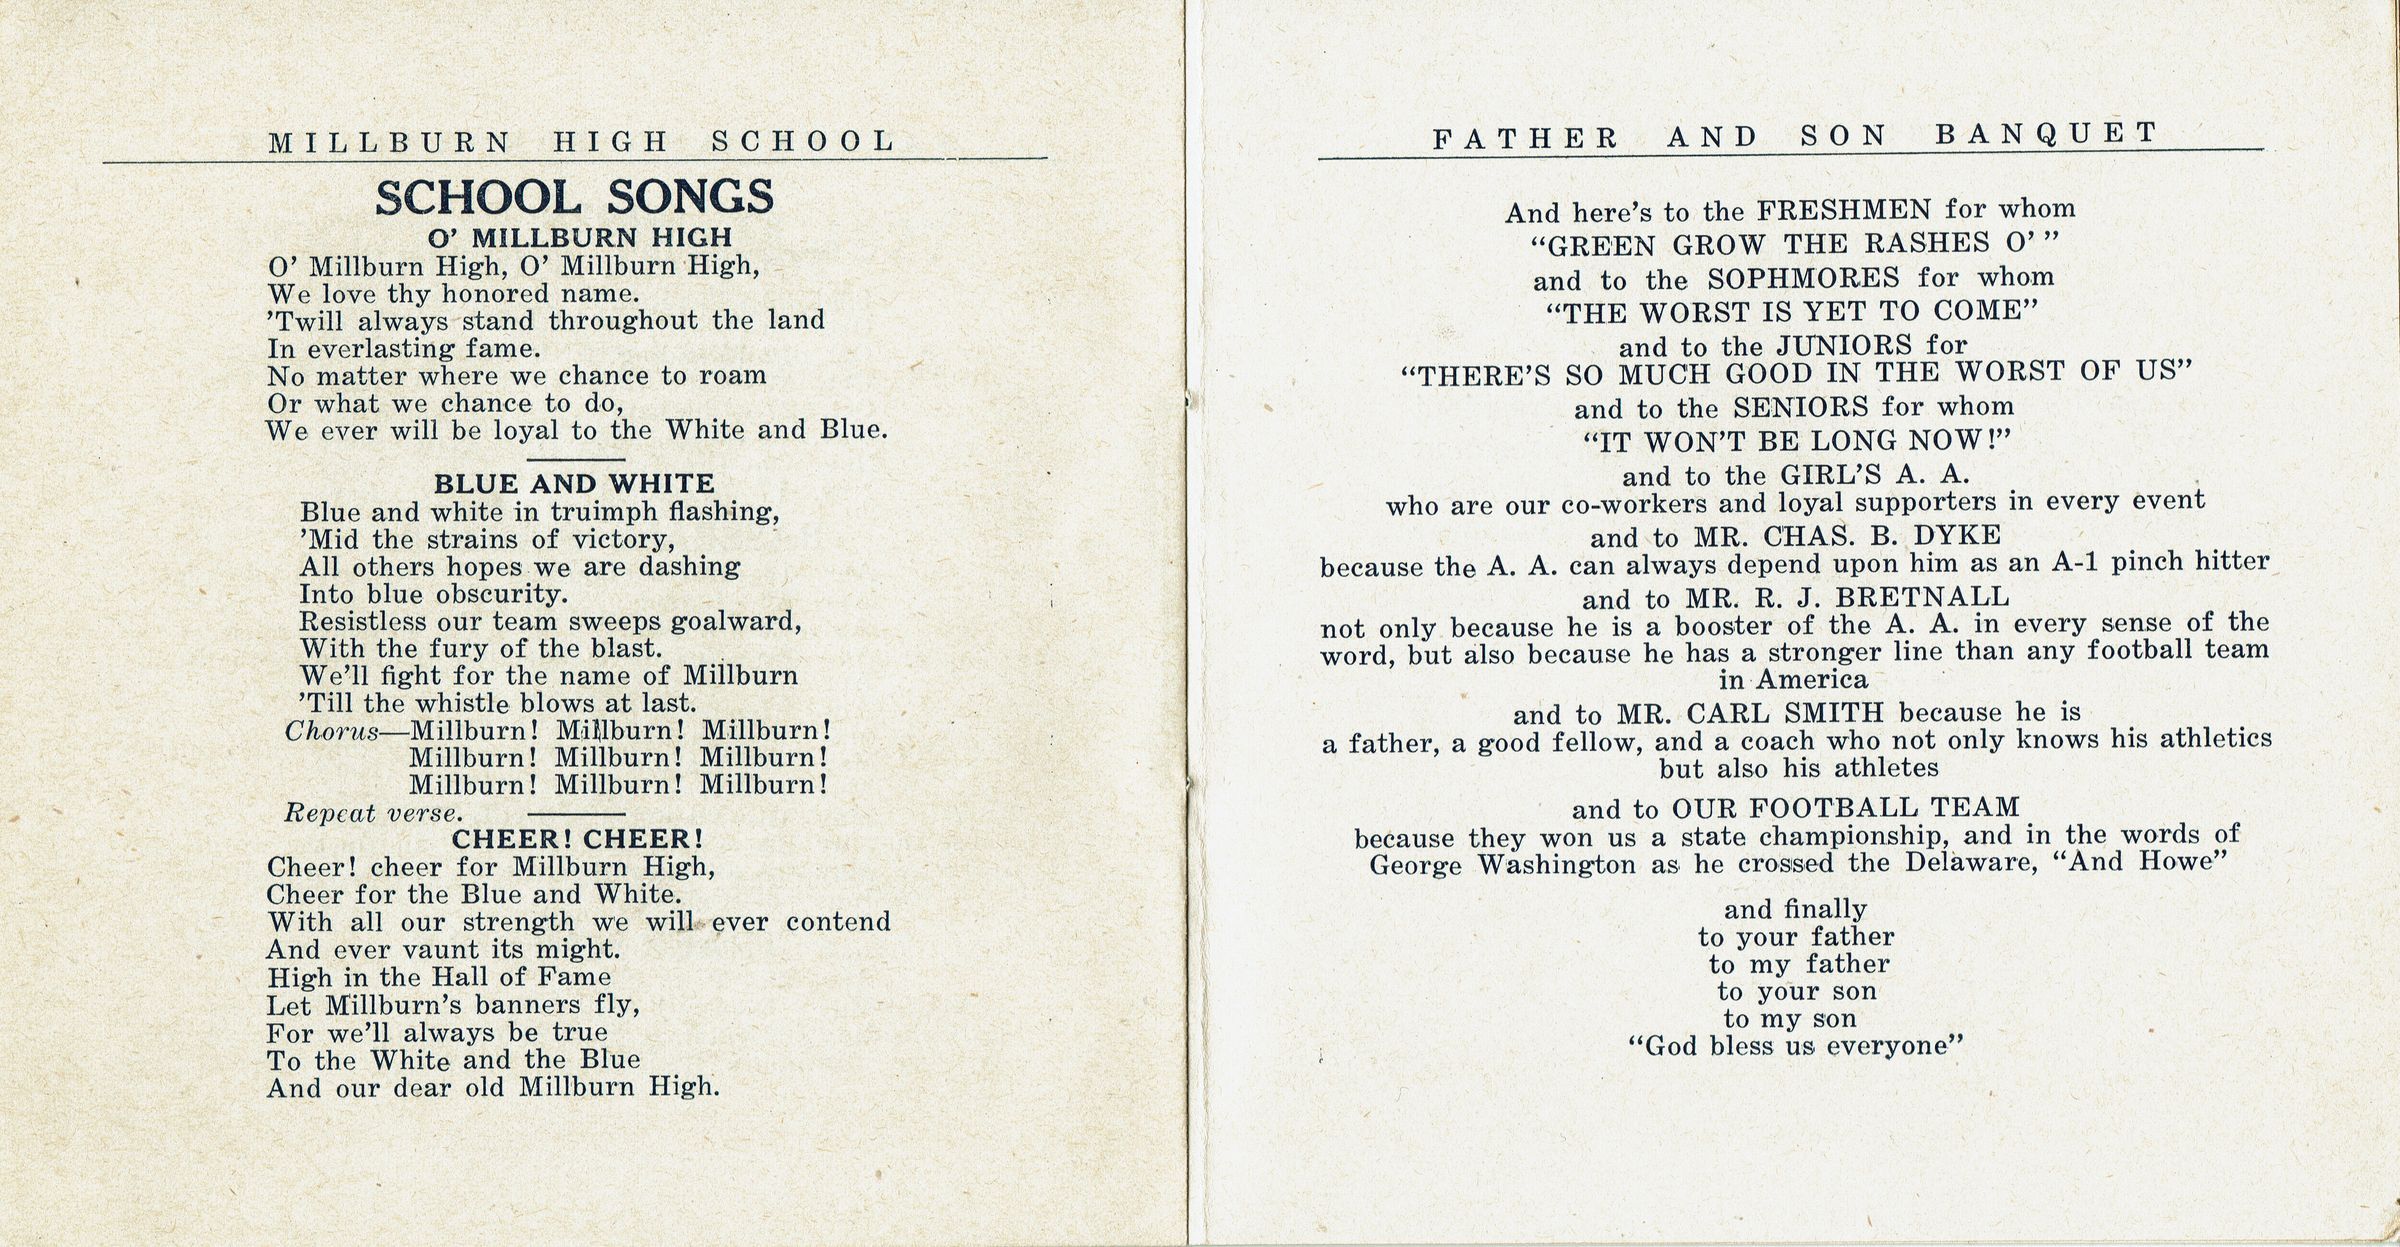 MILLBURN HIGH SCHOOL
SCHOOL SONGS
O' MILLBURN HIGH
O' Millburn High, O' Millburn High,
We love thy honored name.
'Twill always stand throughout the land
In everlasting fame.
No matter where we chance to roam
Or what we chance to do,
We ever will be loyal to the White and Blue.
BLUE AND WHITE
Blue and white in truimph flashing,
'Mid the strains of victory,
All others hopes we are dashing
Into blue obscurity.
Resistless our team sweeps goalward,
With the fury of the blast.
We'll fight for the name of Millburn
'Till the whistle blows at last.
Chorus—Millburn! Millburn! Millburn!
Millburn! Millburn! Millburn!
Millburn! Millburn! Millburn!
Repeat verse.
CHEER! CHEER!
Cheer! cheer for Millburn High,
Cheer for the Blue and White.
With all our strength we will ever contend
And ever vaunt its might.
High in the Hall of Fame
Let Millburn's banners fly,
For we'll always be true
To the White and the Blue
And our dear old Millburn High.
FATHER AND SON BANQUET
And here's to the FRESHMEN for whom
"GREEN GROW THE RASHES O' "
and to the SOPHMORES for whom
"THE WORST IS YET TO COME"
and to the JUNIORS for
"THERE'S SO MUCH GOOD IN THE WORST OF US"
and to the SENIORS for whom
"IT WON'T BE LONG NOW!"
and to the GIRL'S A. A.
who are our co-workers and loyal supporters in every event
and to MR. CHAS. B. DYKE
because the A. A. can always depend upon him as an A-1 pinch hitter
and to MR. R. J. BRETNALL
not only because he is a booster of the A. A. in every sense of the
word, but also because he has a stronger line than any football team
in America
and to MR. CARL SMITH because he is
a father, a good fellow, and a coach who not only knows his athletics
but also his athletes
and to OUR FOOTBALL TEAM
because they won us a state championship, and in the words of
George Washington as he crossed the Delaware, "And Howe"
and finally
to your father
to my father
to your son
to my son
"God bless us everyone"